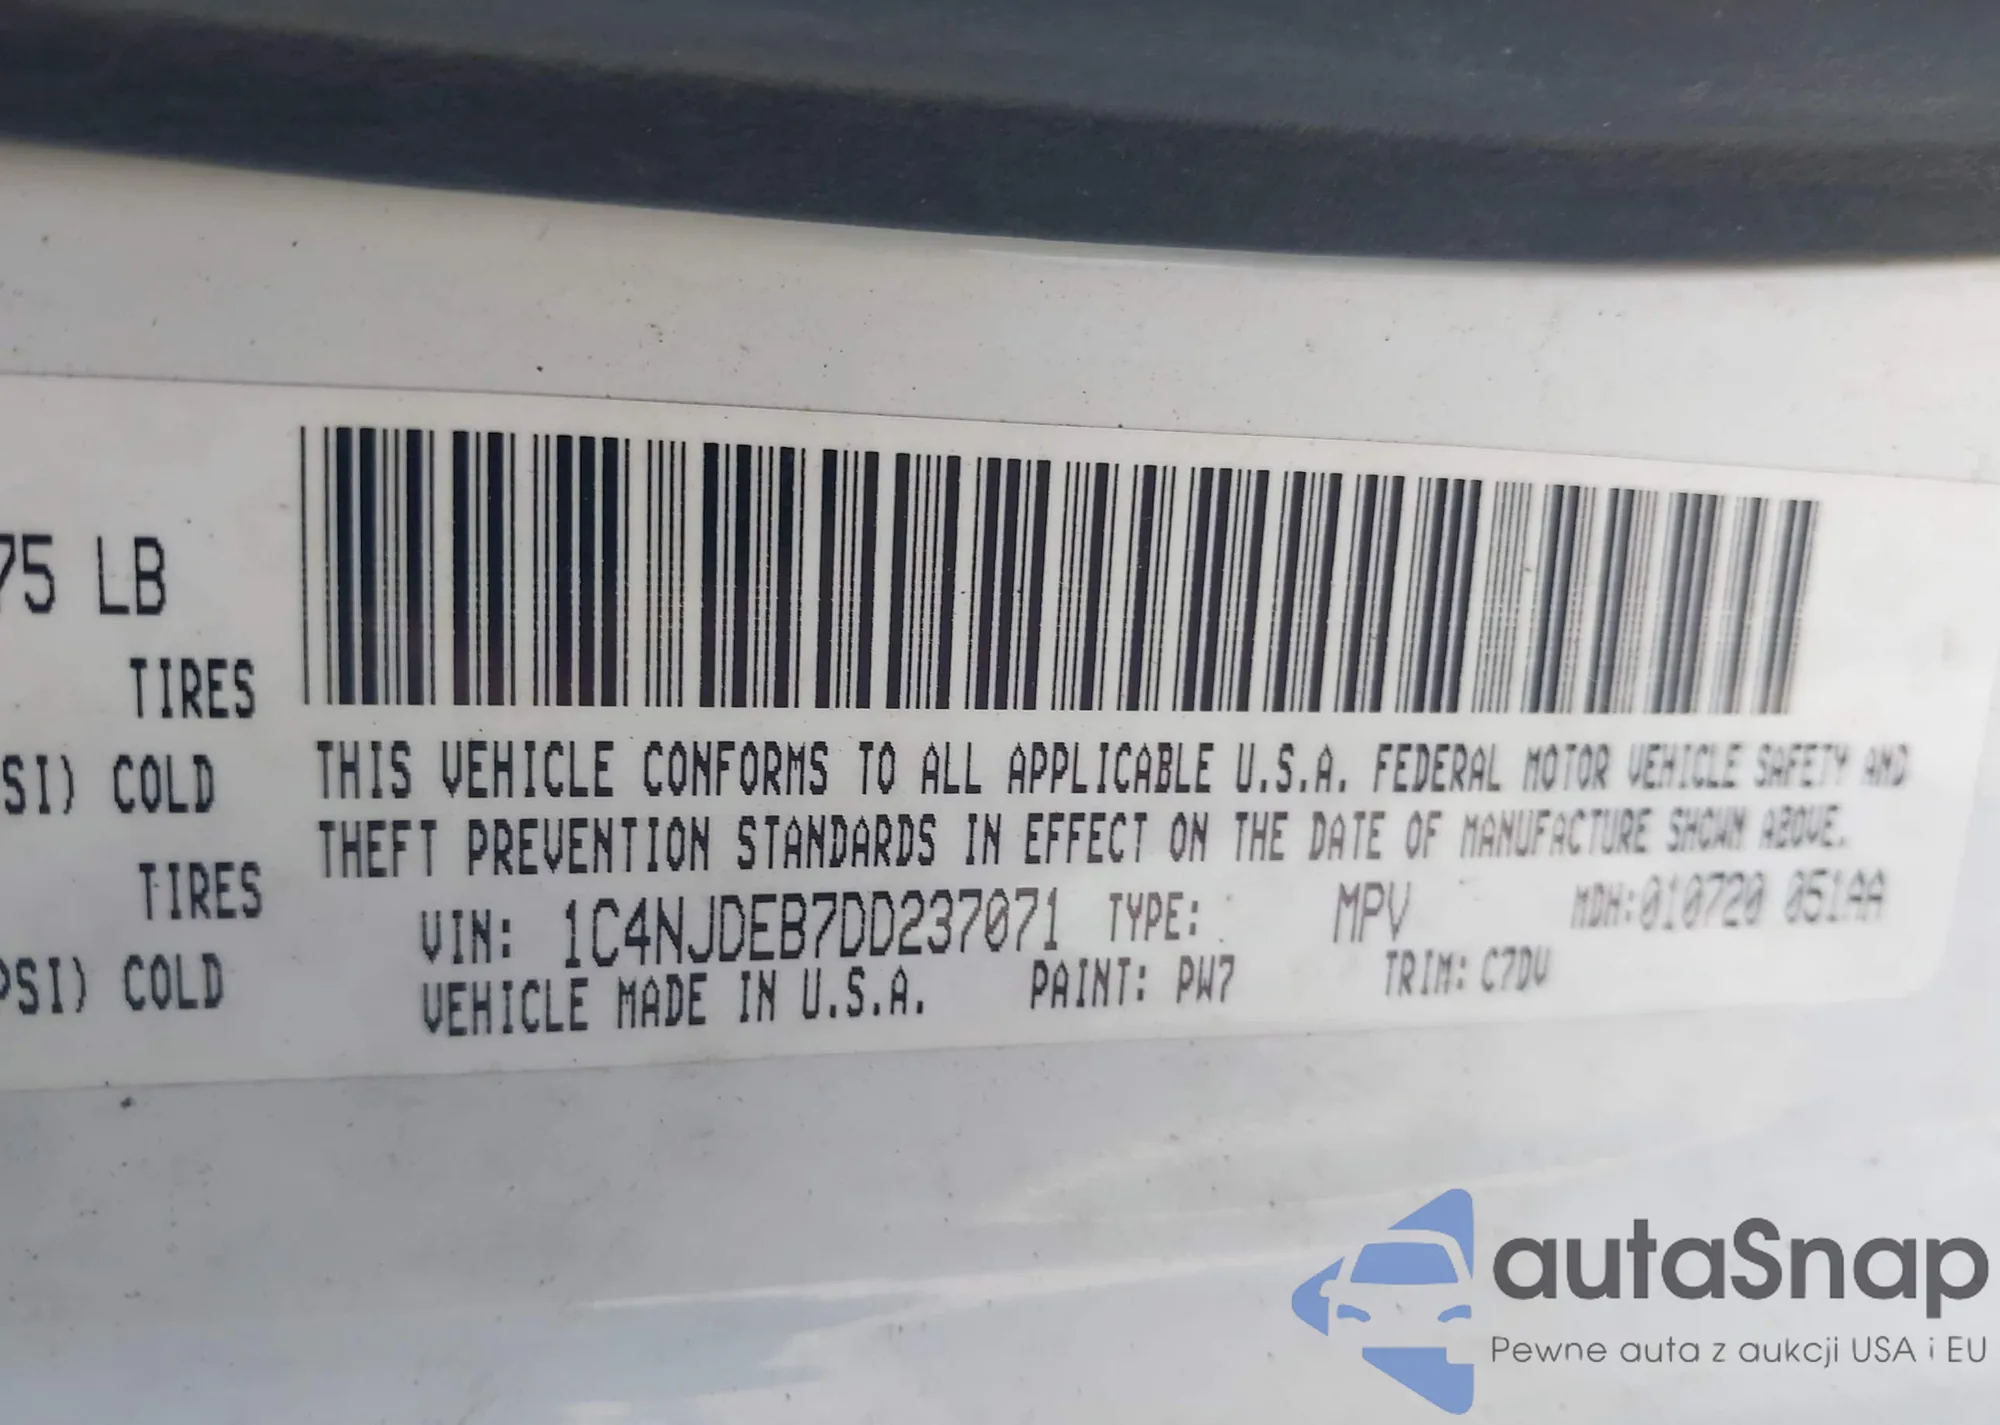 75 LB
TIRES
SI) COLD
TIRES
PSI) COLD
THIS VEHICLE CONFORMS TO ALL APPLICABLE U.S.A. FEDERAL MOTOR VEHICLE SAFETY AND
THEFT PREVENTION STANDARDS IN EFFECT ON THE DATE OF MANUFACTURE SHOWN ABOVE.
VIN: 1C4NJDEB7DD237071 TYPE: MPV MDH:010720 051AA
VEHICLE MADE IN U.S.A. PAINT: PW7 TRIM: C7DV
autaSnap
Pewne auta z aukcji USA i EU